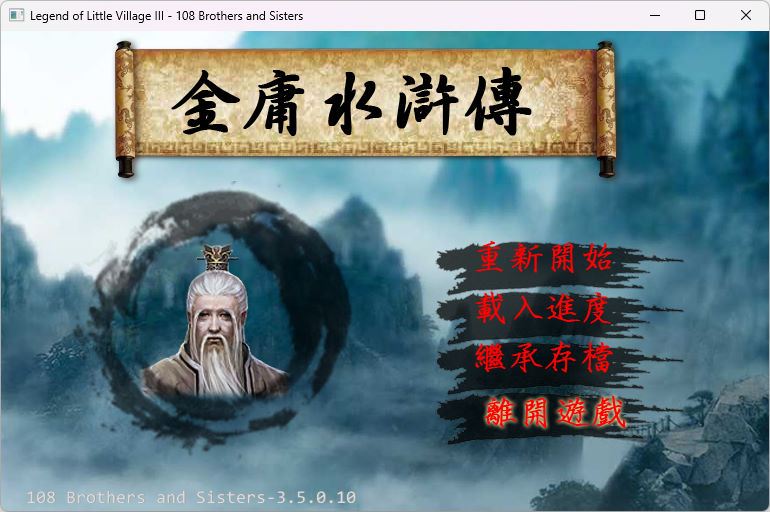 Legend of Little Village III - 108 Brothers and Sisters
金庸水滸傳
重新開始
載入進度
繼承存檔
離開遊戲
108 Brothers and Sisters-3.5.0.10